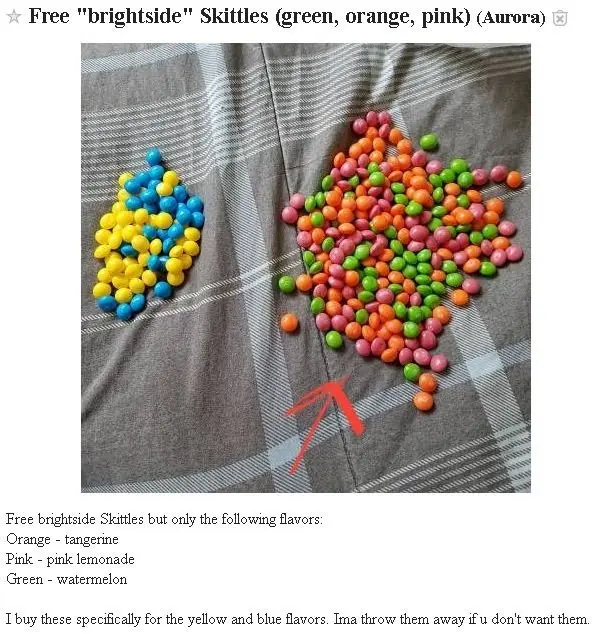 Free "brightside" Skittles (green, orange, pink) (Aurora)
Free brightside Skittles but only the following flavors:
Orange - tangerine
Pink - pink lemonade
Green - watermelon
I buy these specifically for the yellow and blue flavors. Ima throw them away if u don't want them.